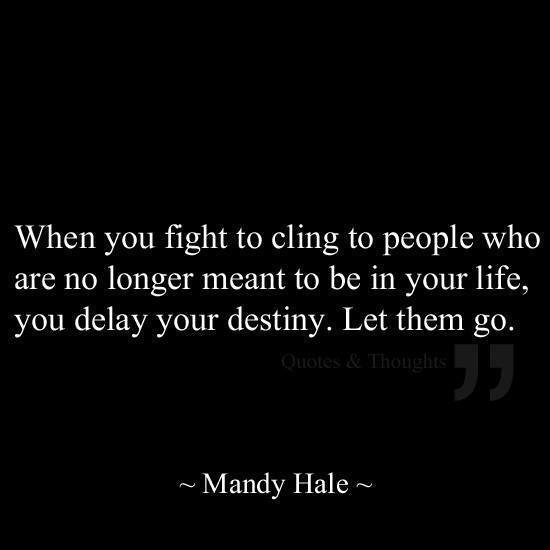 When you fight to cling to people who
are no longer meant to be in your life,
you delay your destiny. Let them go.
Quotes & Thoughts
~ Mandy Hale ~